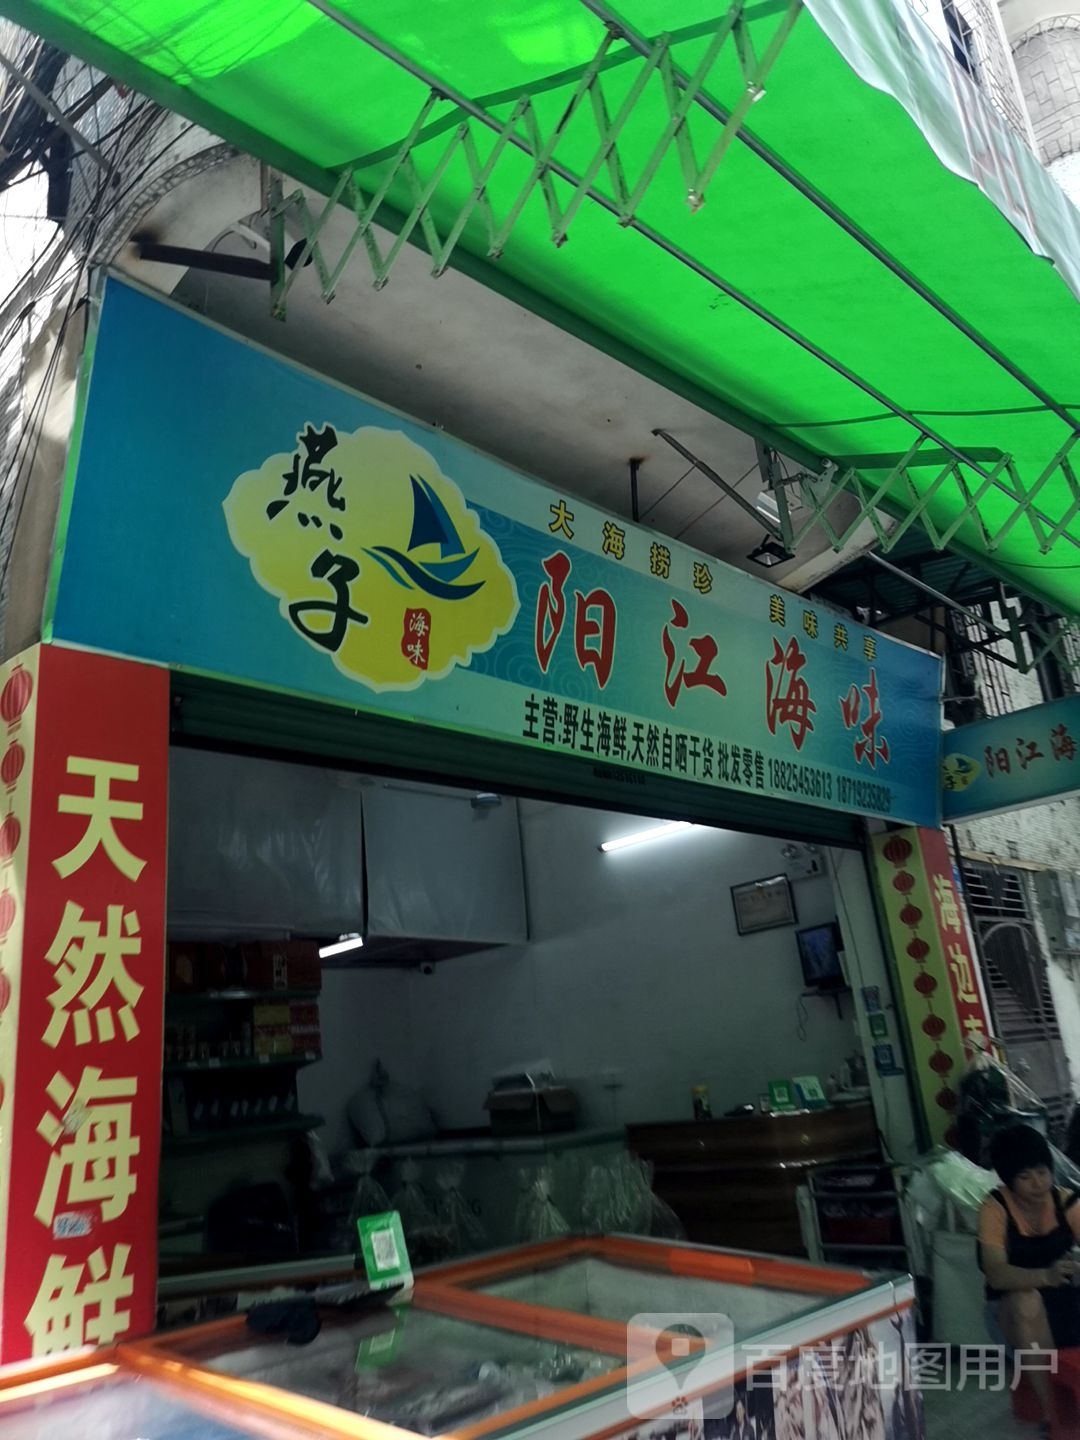 燕子
海味
大海捞珍 美味共享
阳江海味
主营:野生海鲜,天然自晒干货 批发零售 18825453613 18719235829
阳江海
天然海鲜
海边
百度地图用户